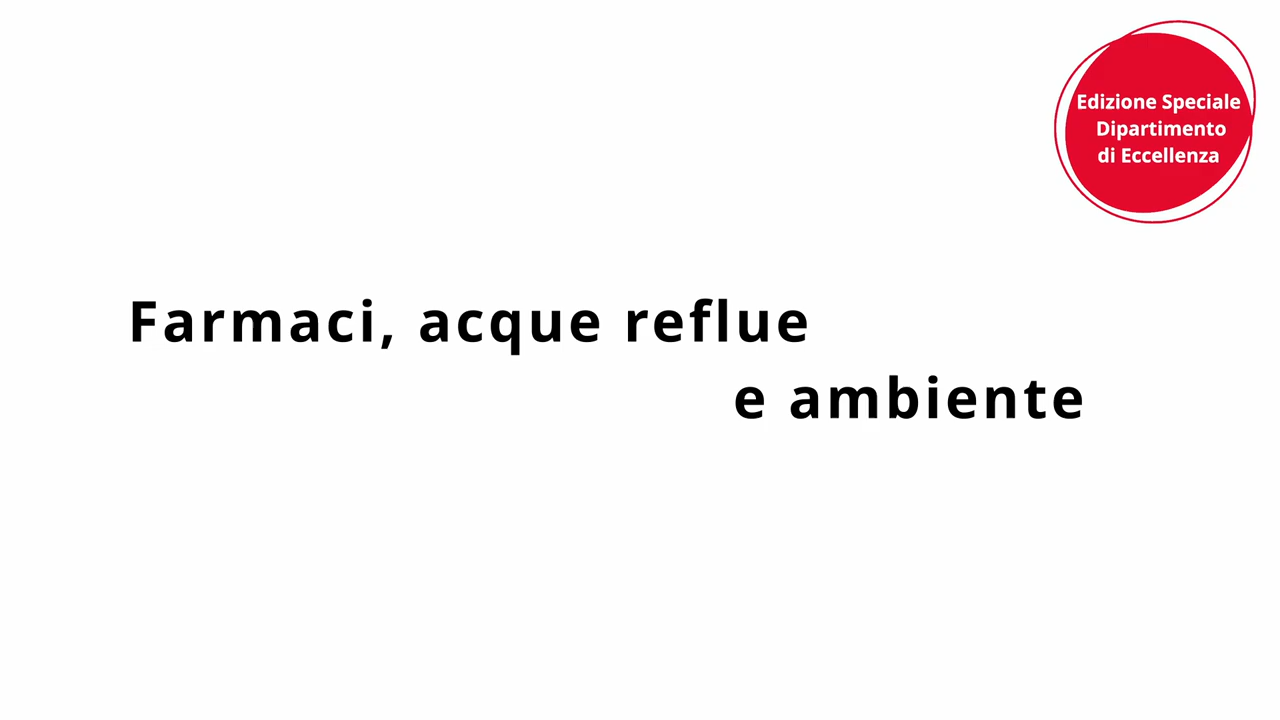 Edizione Speciale
Dipartimento
di Eccellenza
Farmaci, acque reflue
e ambiente